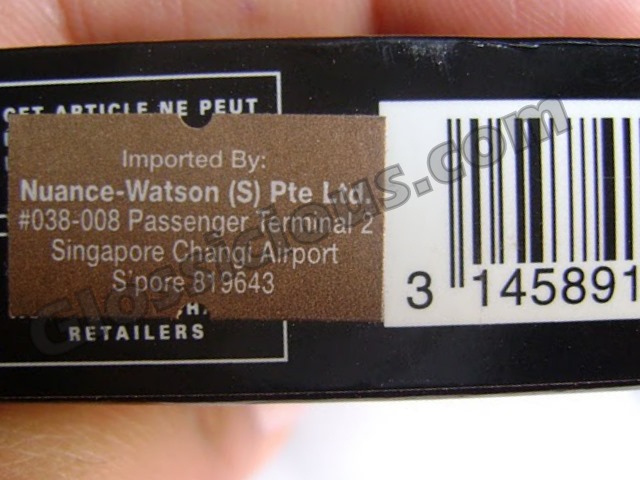 CET ARTICLE NE PEUT
Imported By:
Nuance-Watson (S) Pte Ltd.
#038-008 Passenger Terminal 2
Singapore Changi Airport
S'pore 819643
RETAILERS
3 145891
Glossicious.com